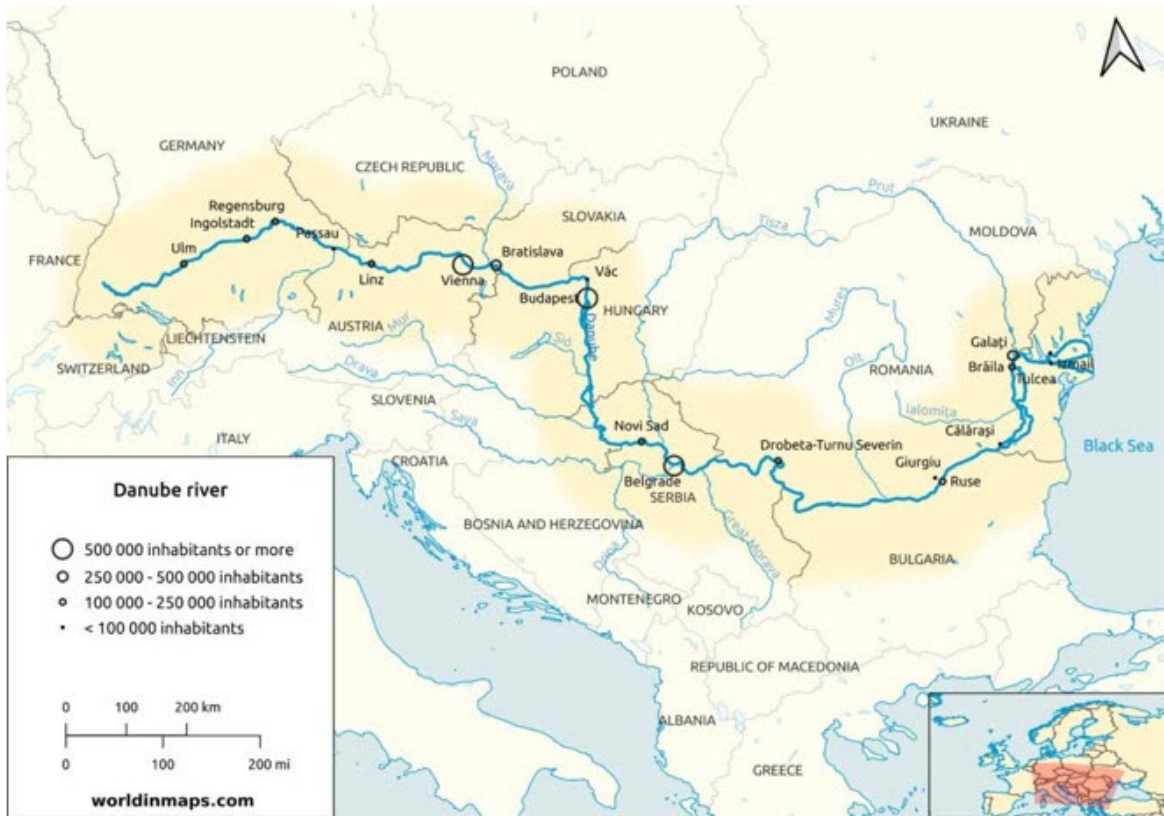 POLAND
UKRAINE
GERMANY
CZECH REPUBLIC
Morava
Prut
Regensburg
SLOVAKIA
Tisza
Ingolstadt
Passau
MOLDOVA
Ulm
Bratislava
FRANCE
Linz
Vienna
Vác
Budapest
HUNGARY
Danube
Mureș
AUSTRIA
Mur
Sió
LIECHTENSTEIN
Galați
Olt
SWITZERLAND
Inn
Drava
ROMANIA
Brăila
Ismail
Tulcea
SLOVENIA
Ialomița
Sava
Novi Sad
Călărași
ITALY
Drobeta-Turnu Severin
Black Sea
CROATIA
Giurgiu
Belgrade
Ruse
SERBIA
BOSNIA AND HERZEGOVINA
Great Morava
Drina
BULGARIA
MONTENEGRO
KOSOVO
REPUBLIC OF MACEDONIA
ALBANIA
GREECE
Danube river
500 000 inhabitants or more
250 000 - 500 000 inhabitants
100 000 - 250 000 inhabitants
< 100 000 inhabitants
0 100 200 km
0 100 200 mi
worldinmaps.com